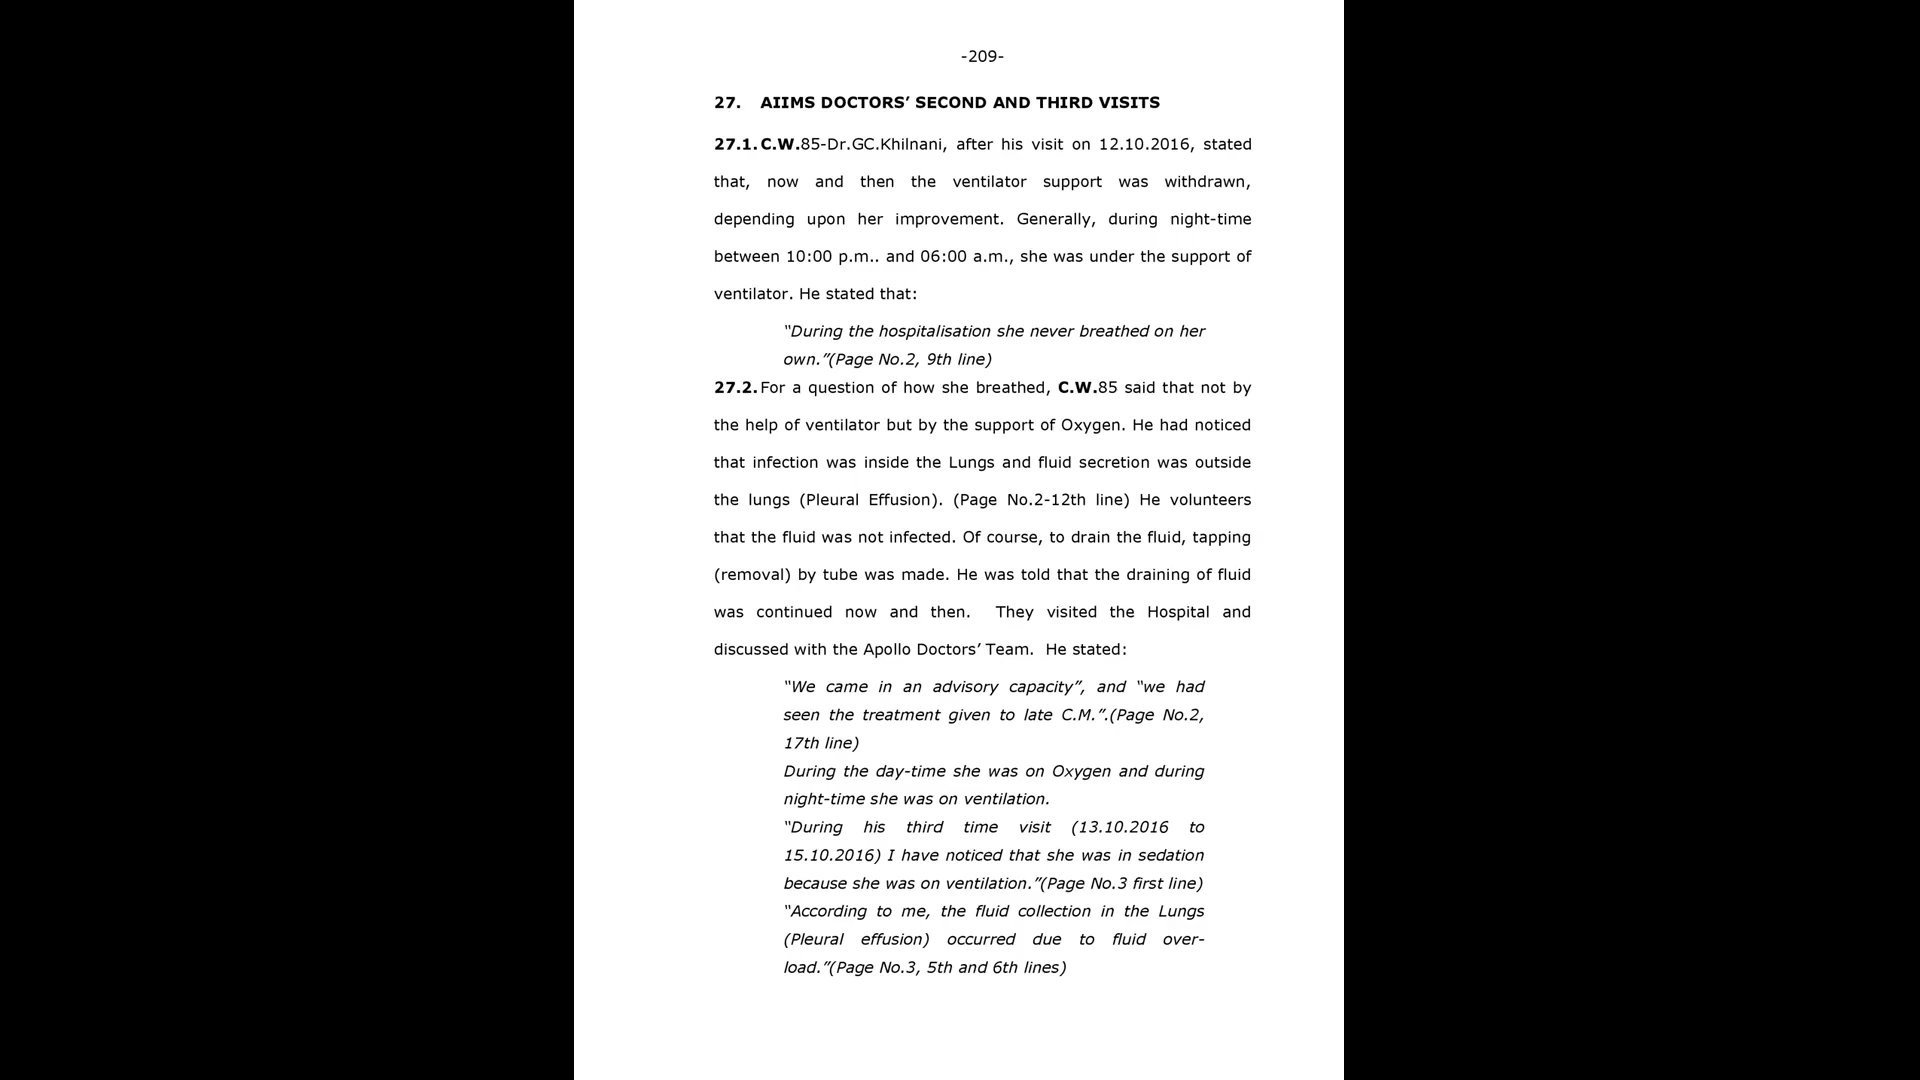 -209-
27. AIIMS DOCTORS’ SECOND AND THIRD VISITS
27.1. C.W.85-Dr.GC.Khilnani, after his visit on 12.10.2016, stated
that, now and then the ventilator support was withdrawn,
depending upon her improvement. Generally, during night-time
between 10:00 p.m.. and 06:00 a.m., she was under the support of
ventilator. He stated that:
“During the hospitalisation she never breathed on her
own.”(Page No.2, 9th line)
27.2. For a question of how she breathed, C.W.85 said that not by
the help of ventilator but by the support of Oxygen. He had noticed
that infection was inside the Lungs and fluid secretion was outside
the lungs (Pleural Effusion). (Page No.2-12th line) He volunteers
that the fluid was not infected. Of course, to drain the fluid, tapping
(removal) by tube was made. He was told that the draining of fluid
was continued now and then. They visited the Hospital and
discussed with the Apollo Doctors’ Team. He stated:
“We came in an advisory capacity”, and “we had
seen the treatment given to late C.M.”.(Page No.2,
17th line)
During the day-time she was on Oxygen and during
night-time she was on ventilation.
“During his third time visit (13.10.2016 to
15.10.2016) I have noticed that she was in sedation
because she was on ventilation.”(Page No.3 first line)
“According to me, the fluid collection in the Lungs
(Pleural effusion) occurred due to fluid over-
load.”(Page No.3, 5th and 6th lines)